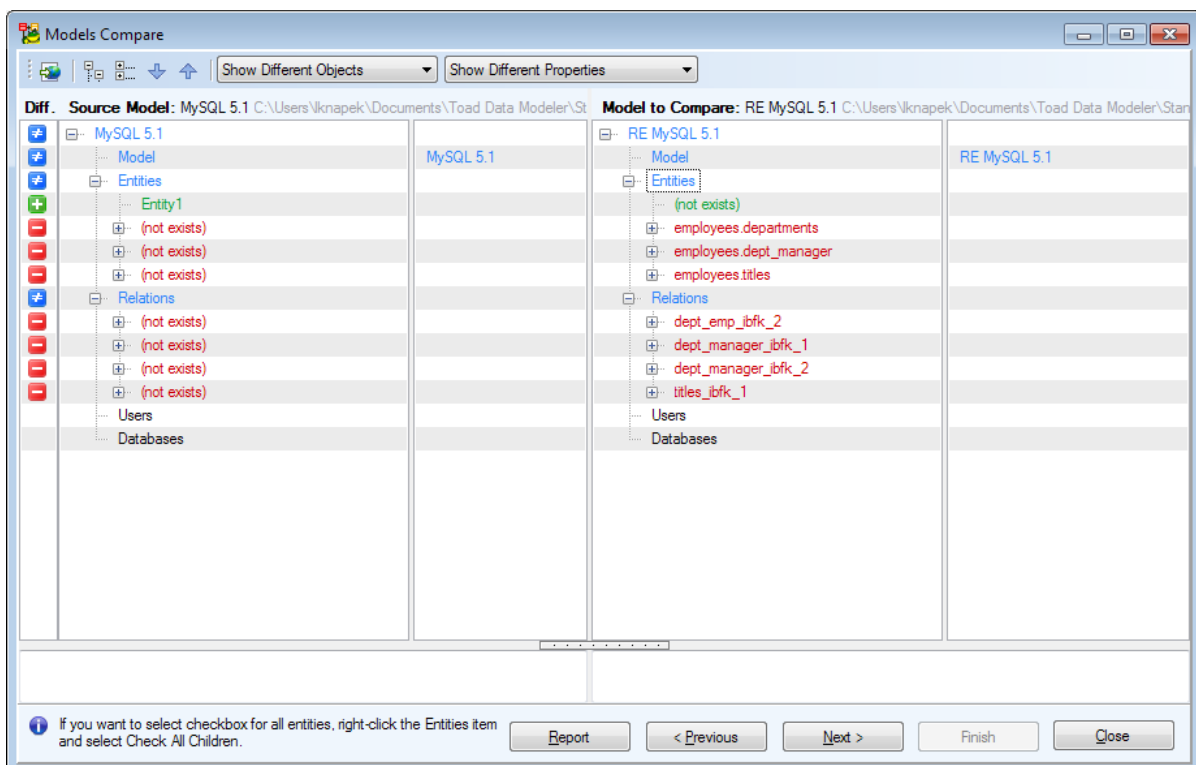 Models Compare
Show Different Objects Show Different Properties
Diff. Source Model: MySQL 5.1 C:\Users\lknapek\Documents\Toad Data Modeler\St Model to Compare: RE MySQL 5.1 C:\Users\lknapek\Documents\Toad Data Modeler\Stan
MySQL 5.1 RE MySQL 5.1
Model MySQL 5.1 Model RE MySQL 5.1
Entities Entities
Entity1 (not exists)
(not exists) employees.departments
(not exists) employees.dept_manager
(not exists) employees.titles
Relations Relations
(not exists) dept_emp_ibfk_2
(not exists) dept_manager_ibfk_1
(not exists) dept_manager_ibfk_2
(not exists) titles_ibfk_1
Users Users
Databases Databases
If you want to select checkbox for all entities, right-click the Entities item
and select Check All Children.
Report < Previous Next > Finish Close